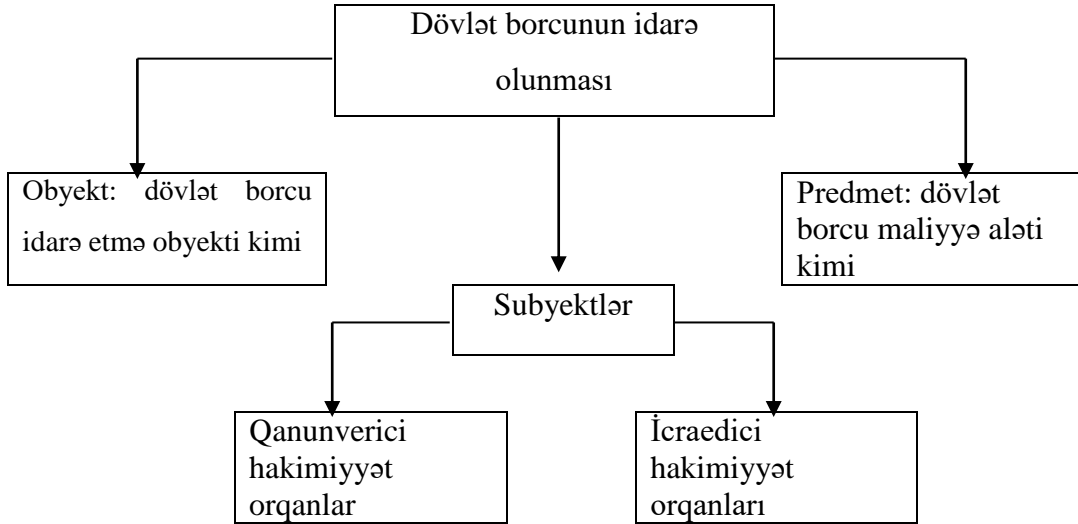 Dövlət borcunun idarə
olunması
Obyekt: dövlət borcu
idarə etmə obyekti kimi
Predmet: dövlət
borcu maliyyə aləti
kimi
Subyektlər
Qanunverici
hakimiyyət
orqanlar
İcraedici
hakimiyyət
orqanları